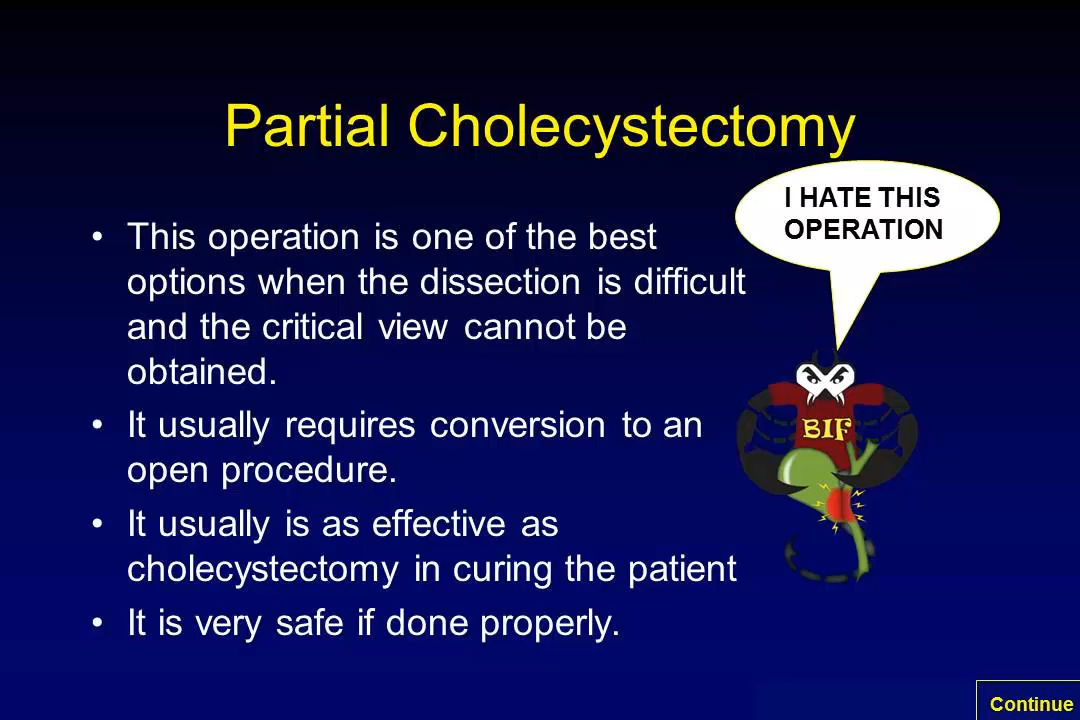 Partial Cholecystectomy
I HATE THIS
OPERATION
• This operation is one of the best
options when the dissection is difficult
and the critical view cannot be
obtained.
• It usually requires conversion to an
open procedure.
• It usually is as effective as
cholecystectomy in curing the patient
• It is very safe if done properly.
BIF
Continue